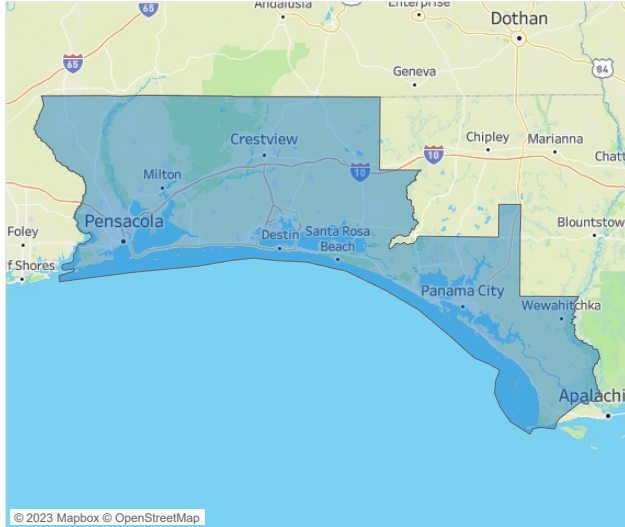 Andalusia
Enterprise
65
Dothan
65
Geneva
84
Crestview
Chipley
Marianna
10
Chatt
10
Milton
Pensacola
Foley
Destin
Santa Rosa
Beach
Blountstow
f Shores
Panama City
Wewahitchka
Apalachi
© 2023 Mapbox © OpenStreetMap